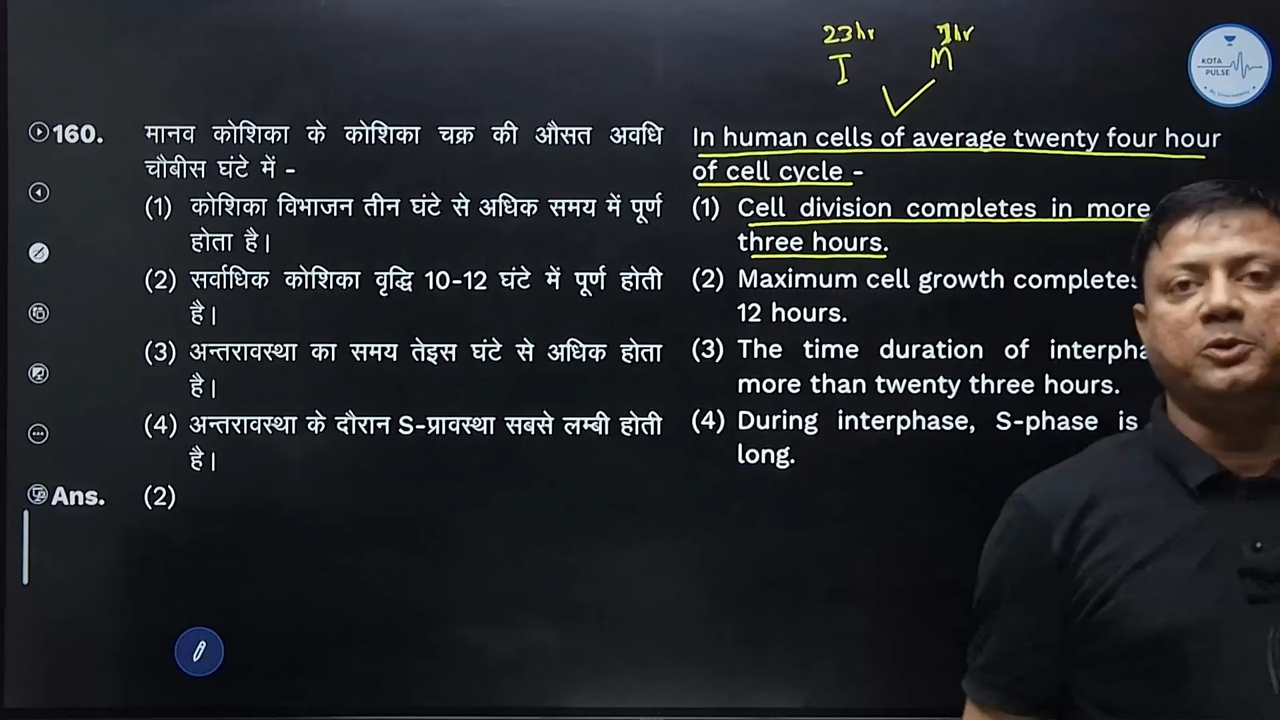 23hr 1hr
I M
KOTA
PULSE
160. मानव कोशिका के कोशिका चक्र की औसत अवधि
चौबीस घंटे में -
(1) कोशिका विभाजन तीन घंटे से अधिक समय में पूर्ण
होता है।
(2) सर्वाधिक कोशिका वृद्धि 10-12 घंटे में पूर्ण होती
है।
(3) अन्तरावस्था का समय तेइस घंटे से अधिक होता
है।
(4) अन्तरावस्था के दौरान S-प्रावस्था सबसे लम्बी होती
है।
Ans. (2)
In human cells of average twenty four hour
of cell cycle -
(1) Cell division completes in more
three hours.
(2) Maximum cell growth completes
12 hours.
(3) The time duration of interpha
more than twenty three hours.
(4) During interphase, S-phase is
long.